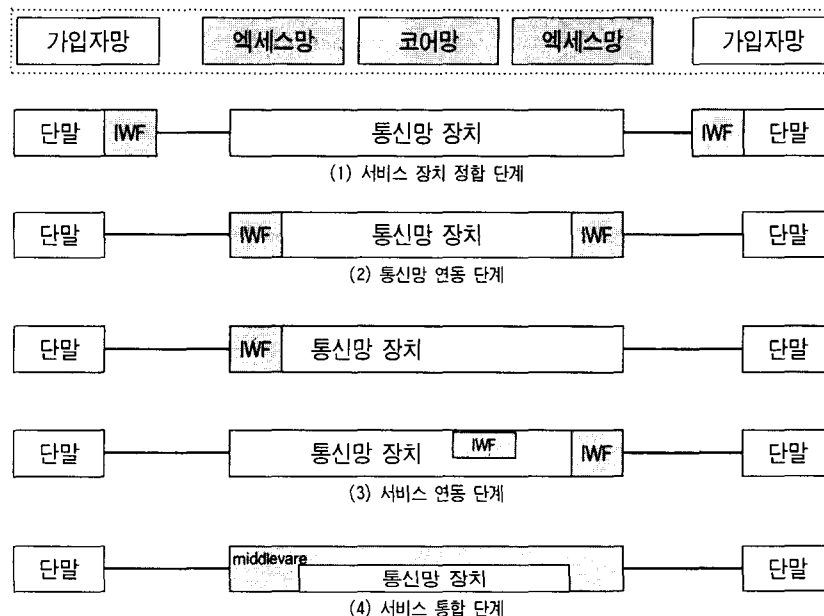 가입자망 엑세스망 코어망 엑세스망 가입자망
단말 IWF 통신망 장치 IWF 단말
(1) 서비스 장치 정합 단계
단말 IWF 통신망 장치 IWF 단말
(2) 통신망 연동 단계
단말 IWF 통신망 장치 단말
단말 통신망 장치 IWF IWF 단말
(3) 서비스 연동 단계
단말 middlevare 통신망 장치 단말
(4) 서비스 통합 단계